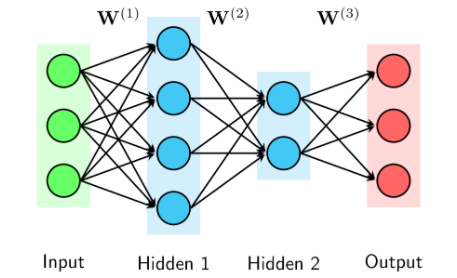 W(1) W(2) W(3)
Input Hidden 1 Hidden 2 Output